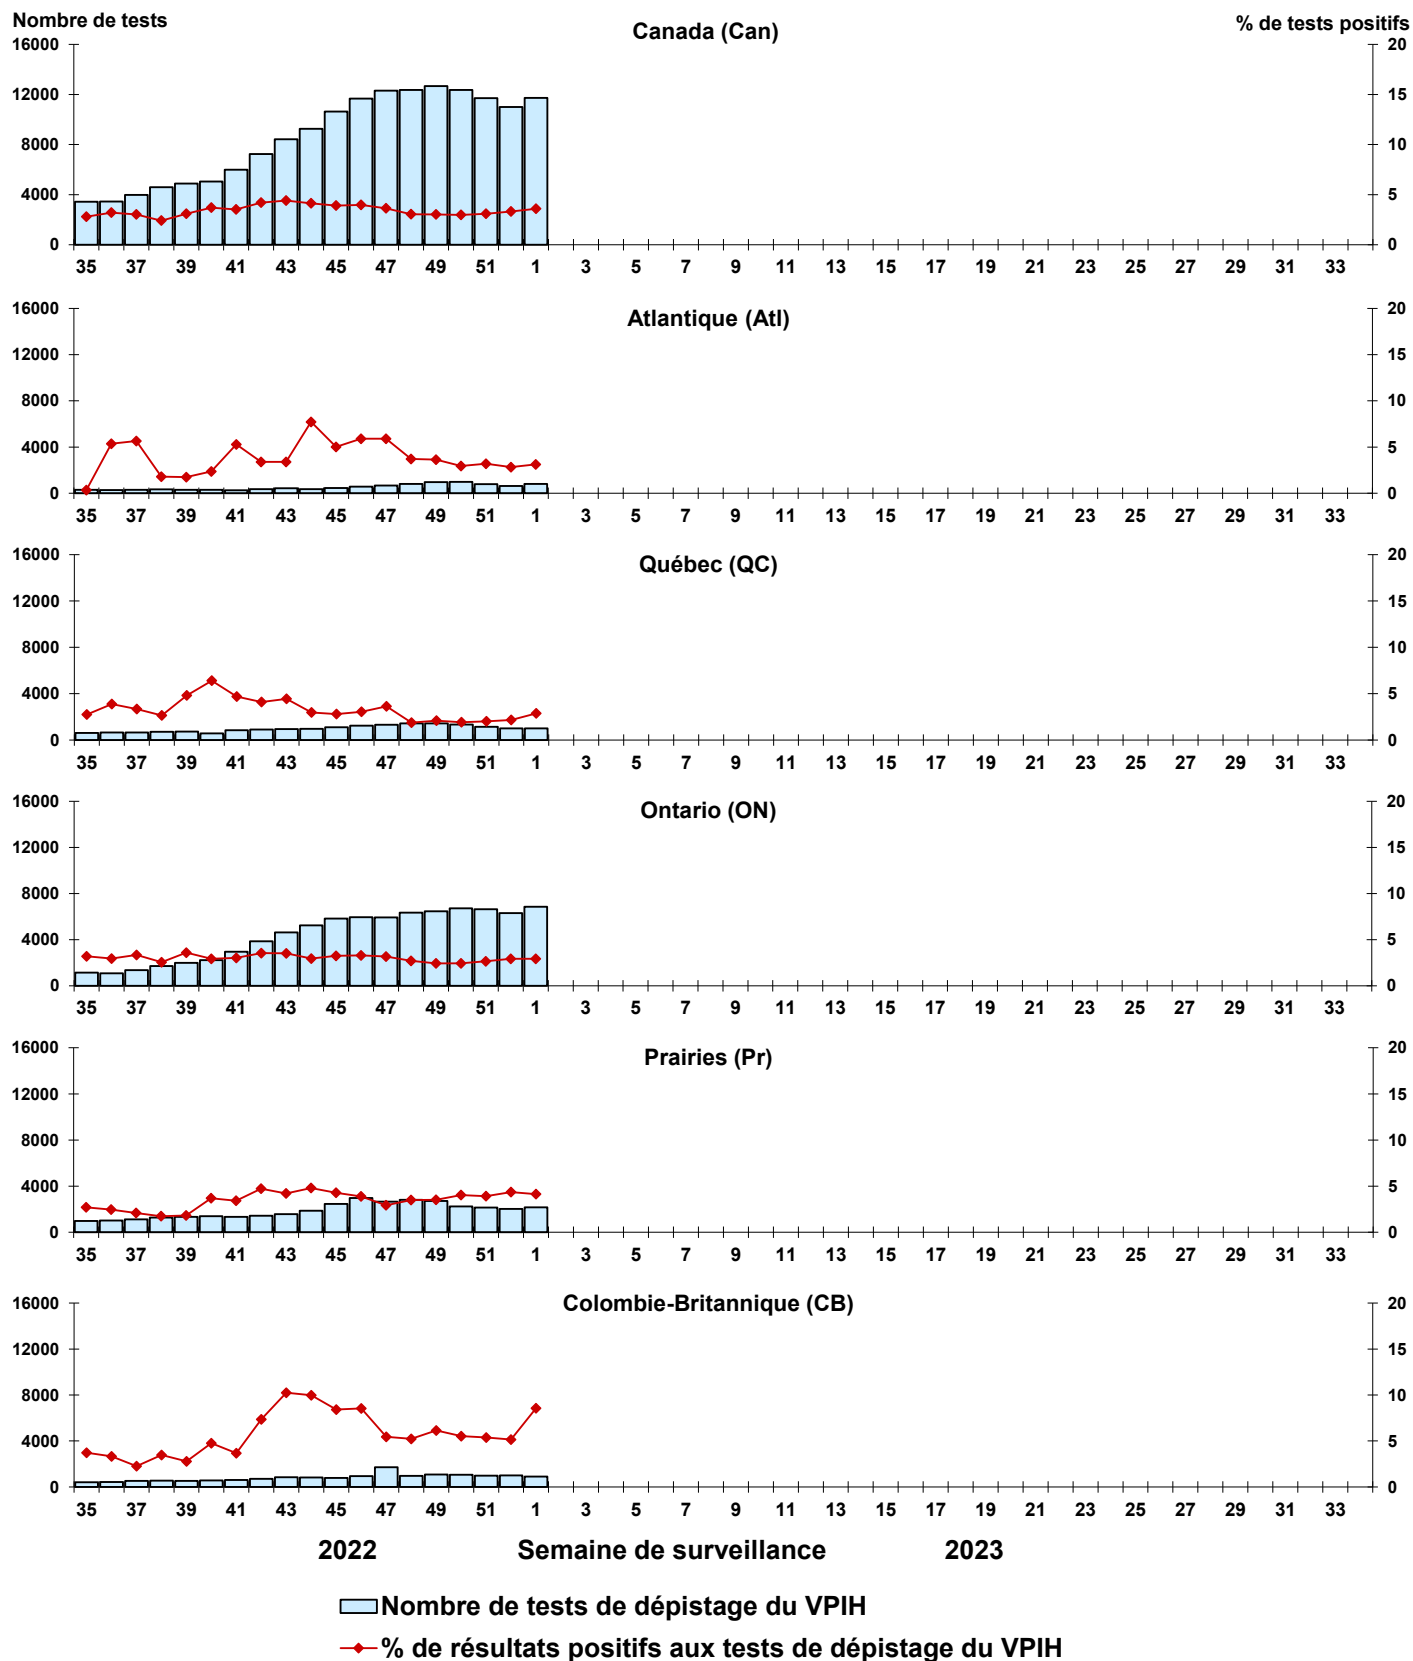 Nombre de tests
% de tests positifs
Canada (Can)
16000 12000 8000 4000 0
20 15 10 5 0
35 37 39 41 43 45 47 49 51 1 3 5 7 9 11 13 15 17 19 21 23 25 27 29 31 33
Atlantique (Atl)
16000 12000 8000 4000 0
20 15 10 5 0
35 37 39 41 43 45 47 49 51 1 3 5 7 9 11 13 15 17 19 21 23 25 27 29 31 33
Québec (QC)
16000 12000 8000 4000 0
20 15 10 5 0
35 37 39 41 43 45 47 49 51 1 3 5 7 9 11 13 15 17 19 21 23 25 27 29 31 33
Ontario (ON)
16000 12000 8000 4000 0
20 15 10 5 0
35 37 39 41 43 45 47 49 51 1 3 5 7 9 11 13 15 17 19 21 23 25 27 29 31 33
Prairies (Pr)
16000 12000 8000 4000 0
20 15 10 5 0
35 37 39 41 43 45 47 49 51 1 3 5 7 9 11 13 15 17 19 21 23 25 27 29 31 33
Colombie-Britannique (CB)
16000 12000 8000 4000 0
20 15 10 5 0
35 37 39 41 43 45 47 49 51 1 3 5 7 9 11 13 15 17 19 21 23 25 27 29 31 33
2022 Semaine de surveillance 2023
Nombre de tests de dépistage du VPIH
% de résultats positifs aux tests de dépistage du VPIH